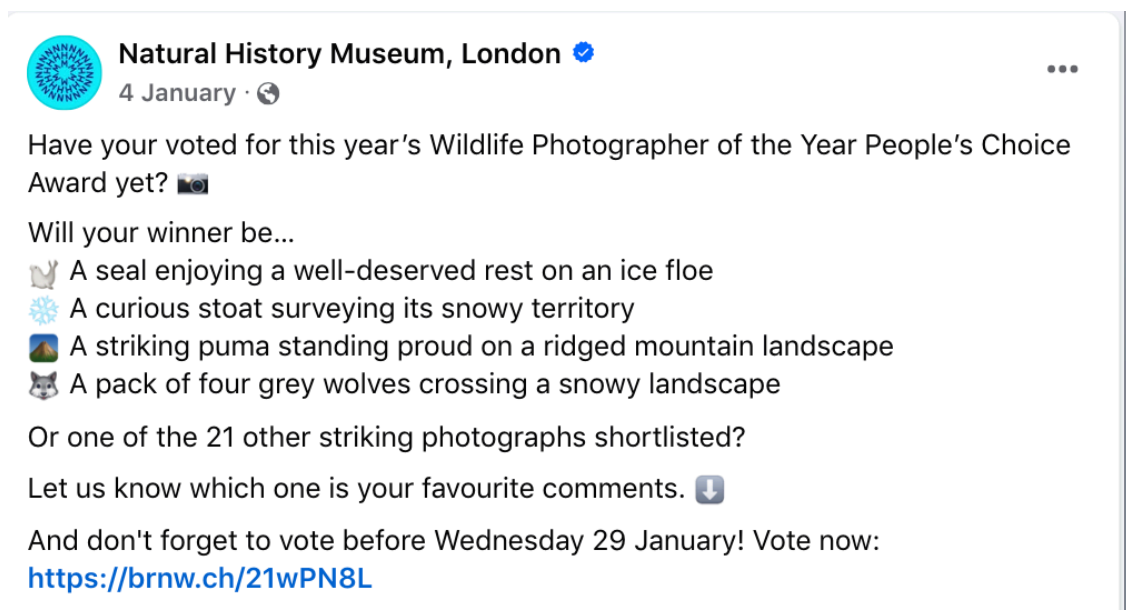 Natural History Museum, London
4 January ·
Have your voted for this year’s Wildlife Photographer of the Year People’s Choice
Award yet? 📷
Will your winner be...
🦭 A seal enjoying a well-deserved rest on an ice floe
❄️ A curious stoat surveying its snowy territory
⛰️ A striking puma standing proud on a ridged mountain landscape
🐺 A pack of four grey wolves crossing a snowy landscape
Or one of the 21 other striking photographs shortlisted?
Let us know which one is your favourite comments. ⬇️
And don't forget to vote before Wednesday 29 January! Vote now:
https://brnw.ch/21wPN8L